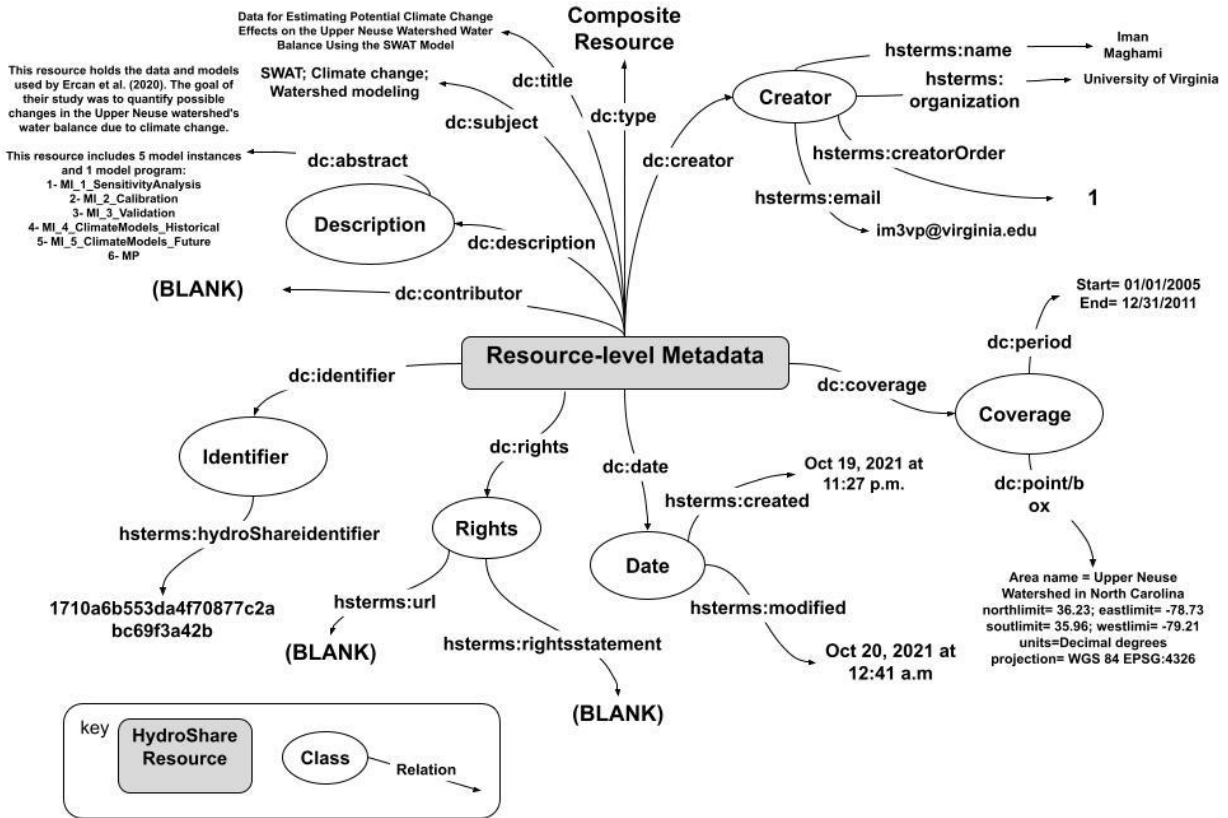 Data for Estimating Potential Climate Change
Effects on the Upper Neuse Watershed Water
Balance Using the SWAT Model
Composite
Resource
This resource holds the data and models
used by Ercan et al. (2020). The goal of
their study was to quantify possible
changes in the Upper Neuse watershed's
water balance due to climate change.
This resource includes 5 model instances
and 1 model program:
1- MI_1_SensitivityAnalysis
2- MI_2_Calibration
3- MI_3_Validation
4- MI_4_ClimateModels_Historical
5- MI_5_ClimateModels_Future
6- MP
SWAT; Climate change;
Watershed modeling
dc:title
dc:subject
dc:type
dc:creator
Creator
hsterms:name
Iman
Maghami
hsterms:
organization
University of Virginia
hsterms:creatorOrder
1
hsterms:email
im3vp@virginia.edu
dc:abstract
Description
dc:description
(BLANK)
dc:contributor
Resource-level Metadata
Start= 01/01/2005
End= 12/31/2011
dc:period
dc:coverage
Coverage
dc:point/b
ox
Area name = Upper Neuse
Watershed in North Carolina
northlimit= 36.23; eastlimit= -78.73
soutlimit= 35.96; westlimi= -79.21
units=Decimal degrees
projection= WGS 84 EPSG:4326
dc:identifier
Identifier
hsterms:hydroShareidentifier
1710a6b553da4f70877c2a
bc69f3a42b
dc:rights
Rights
hsterms:url
(BLANK)
hsterms:rightsstatement
(BLANK)
dc:date
Date
hsterms:created
Oct 19, 2021 at
11:27 p.m.
hsterms:modified
Oct 20, 2021 at
12:41 a.m
key
HydroShare
Resource
Class
Relation